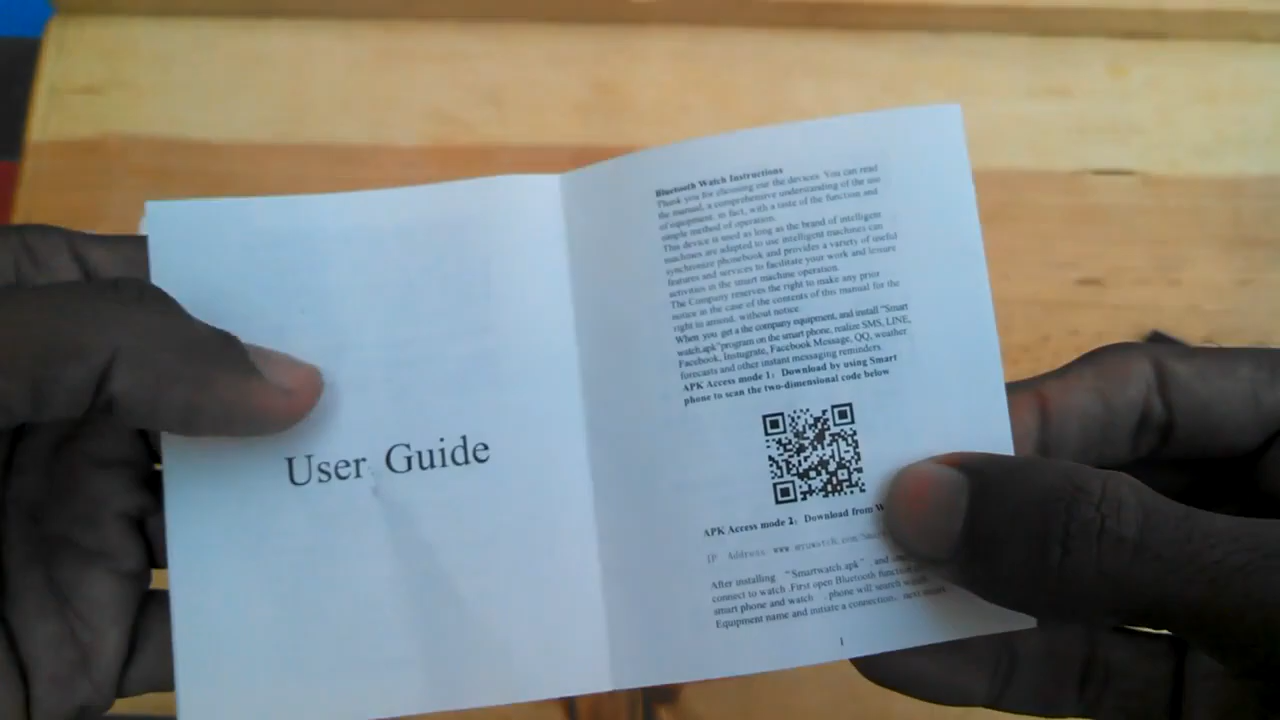 User Guide
Bluetooth Watch Instructions
Thank you for choosing our the devices. You can read
the manual, a comprehensive understanding of the use
of equipment. in fact, with a taste of the function and
simple method of operation.
This device is used as long as the brand of intelligent
machines are adapted to use intelligent machines can
synchronize phonebook and provides a variety of useful
features and services to facilitate your work and leisure
activities in the smart machine operation.
The Company reserves the right to make any prior
notice in the case of the contents of this manual for the
right to amend, without notice
When you get a the company equipment, and install "Smart
watch.apk"program on the smart phone, realize SMS, LINE,
Facebook, Instugrate, Facebook Message, QQ, weather
forecasts and other instant messaging reminders.
APK Access mode 1: Download by using Smart
phone to scan the two-dimensional code below
APK Access mode 2: Download from
IP Address
After installing "Smartwatch.apk" , and
connect to watch .First open Bluetooth function
smart phone and watch , phone will search watch
Equipment name and initiate a connection, next
1